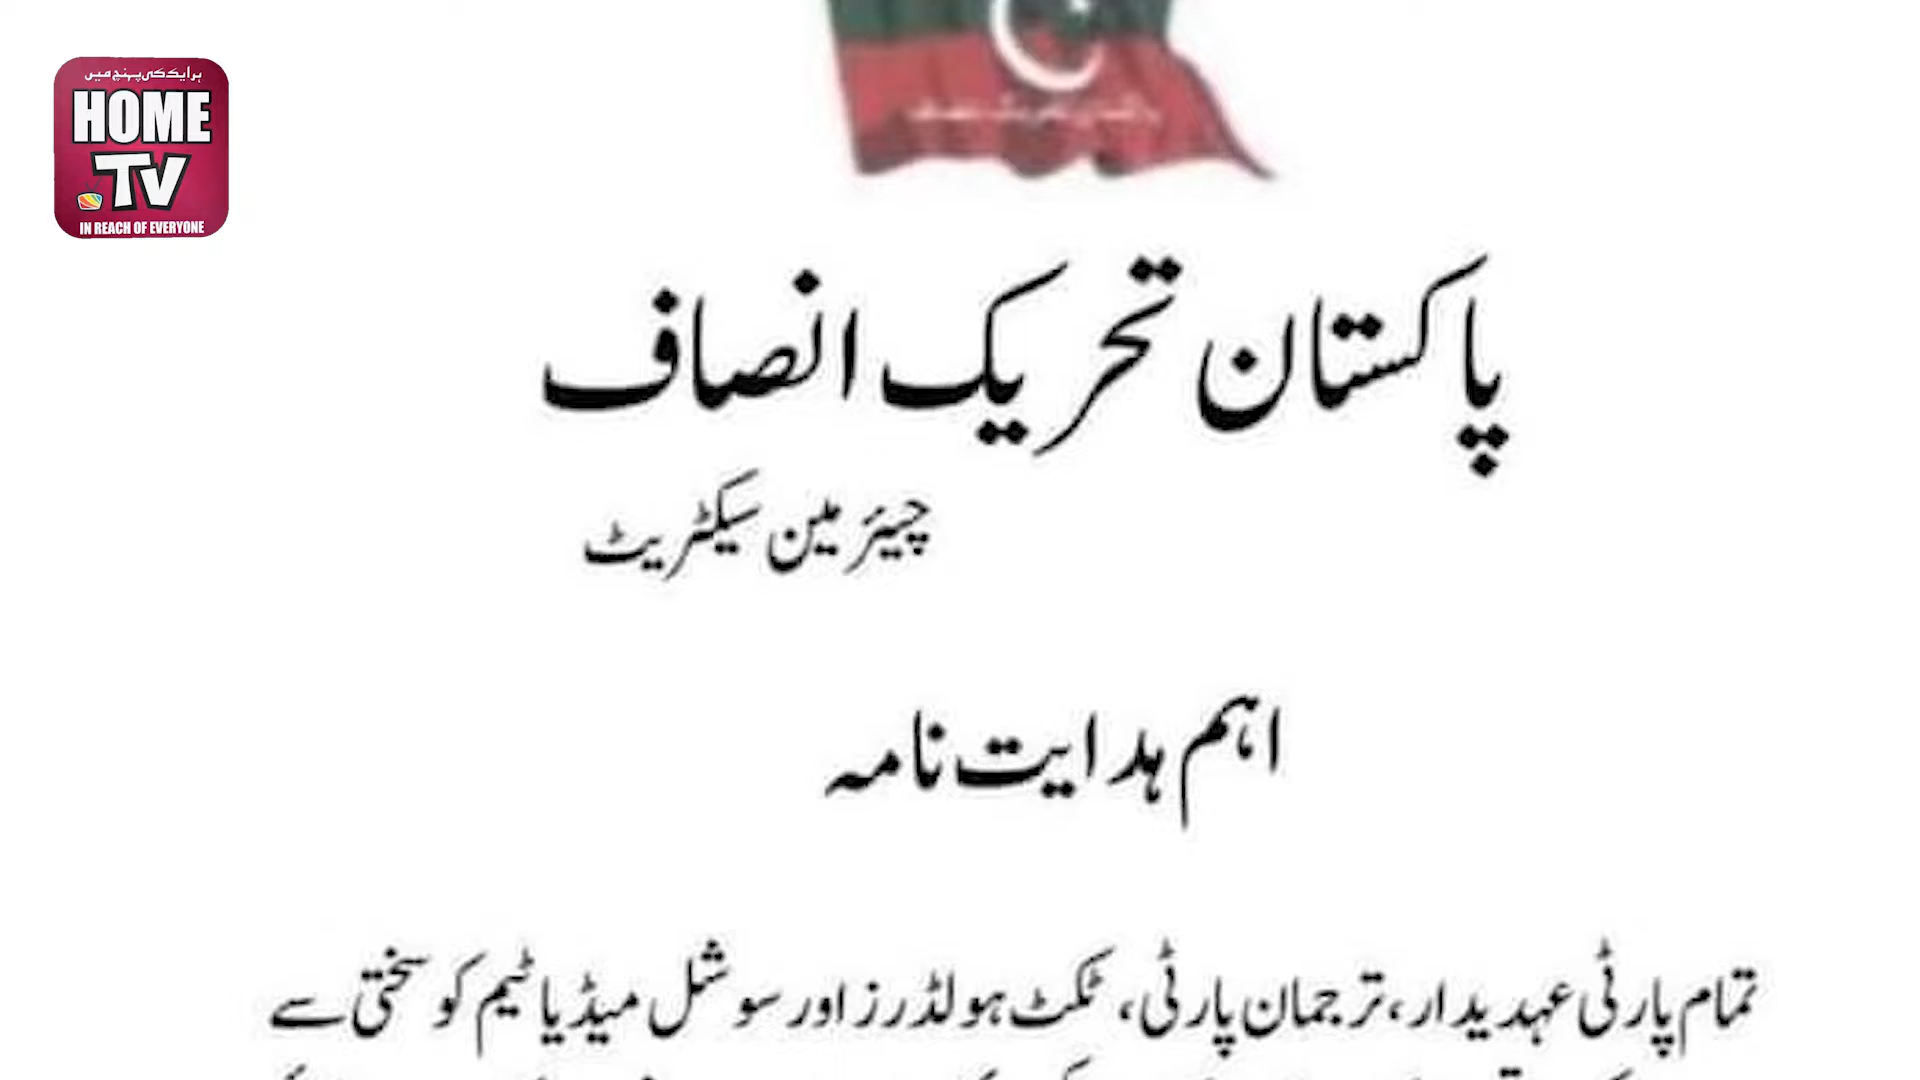 ہر ایک کی پہنچ میں
HOME
TV
IN REACH OF EVERYONE
پاکستان تحریک انصاف
چیئرمین سیکٹریٹ
اہم ہدایت نامہ
تمام پارٹی عہدیدار، ترجمان پارٹی، ٹکٹ ہولڈرز اور سوشل میڈیا ٹیم کو سختی سے